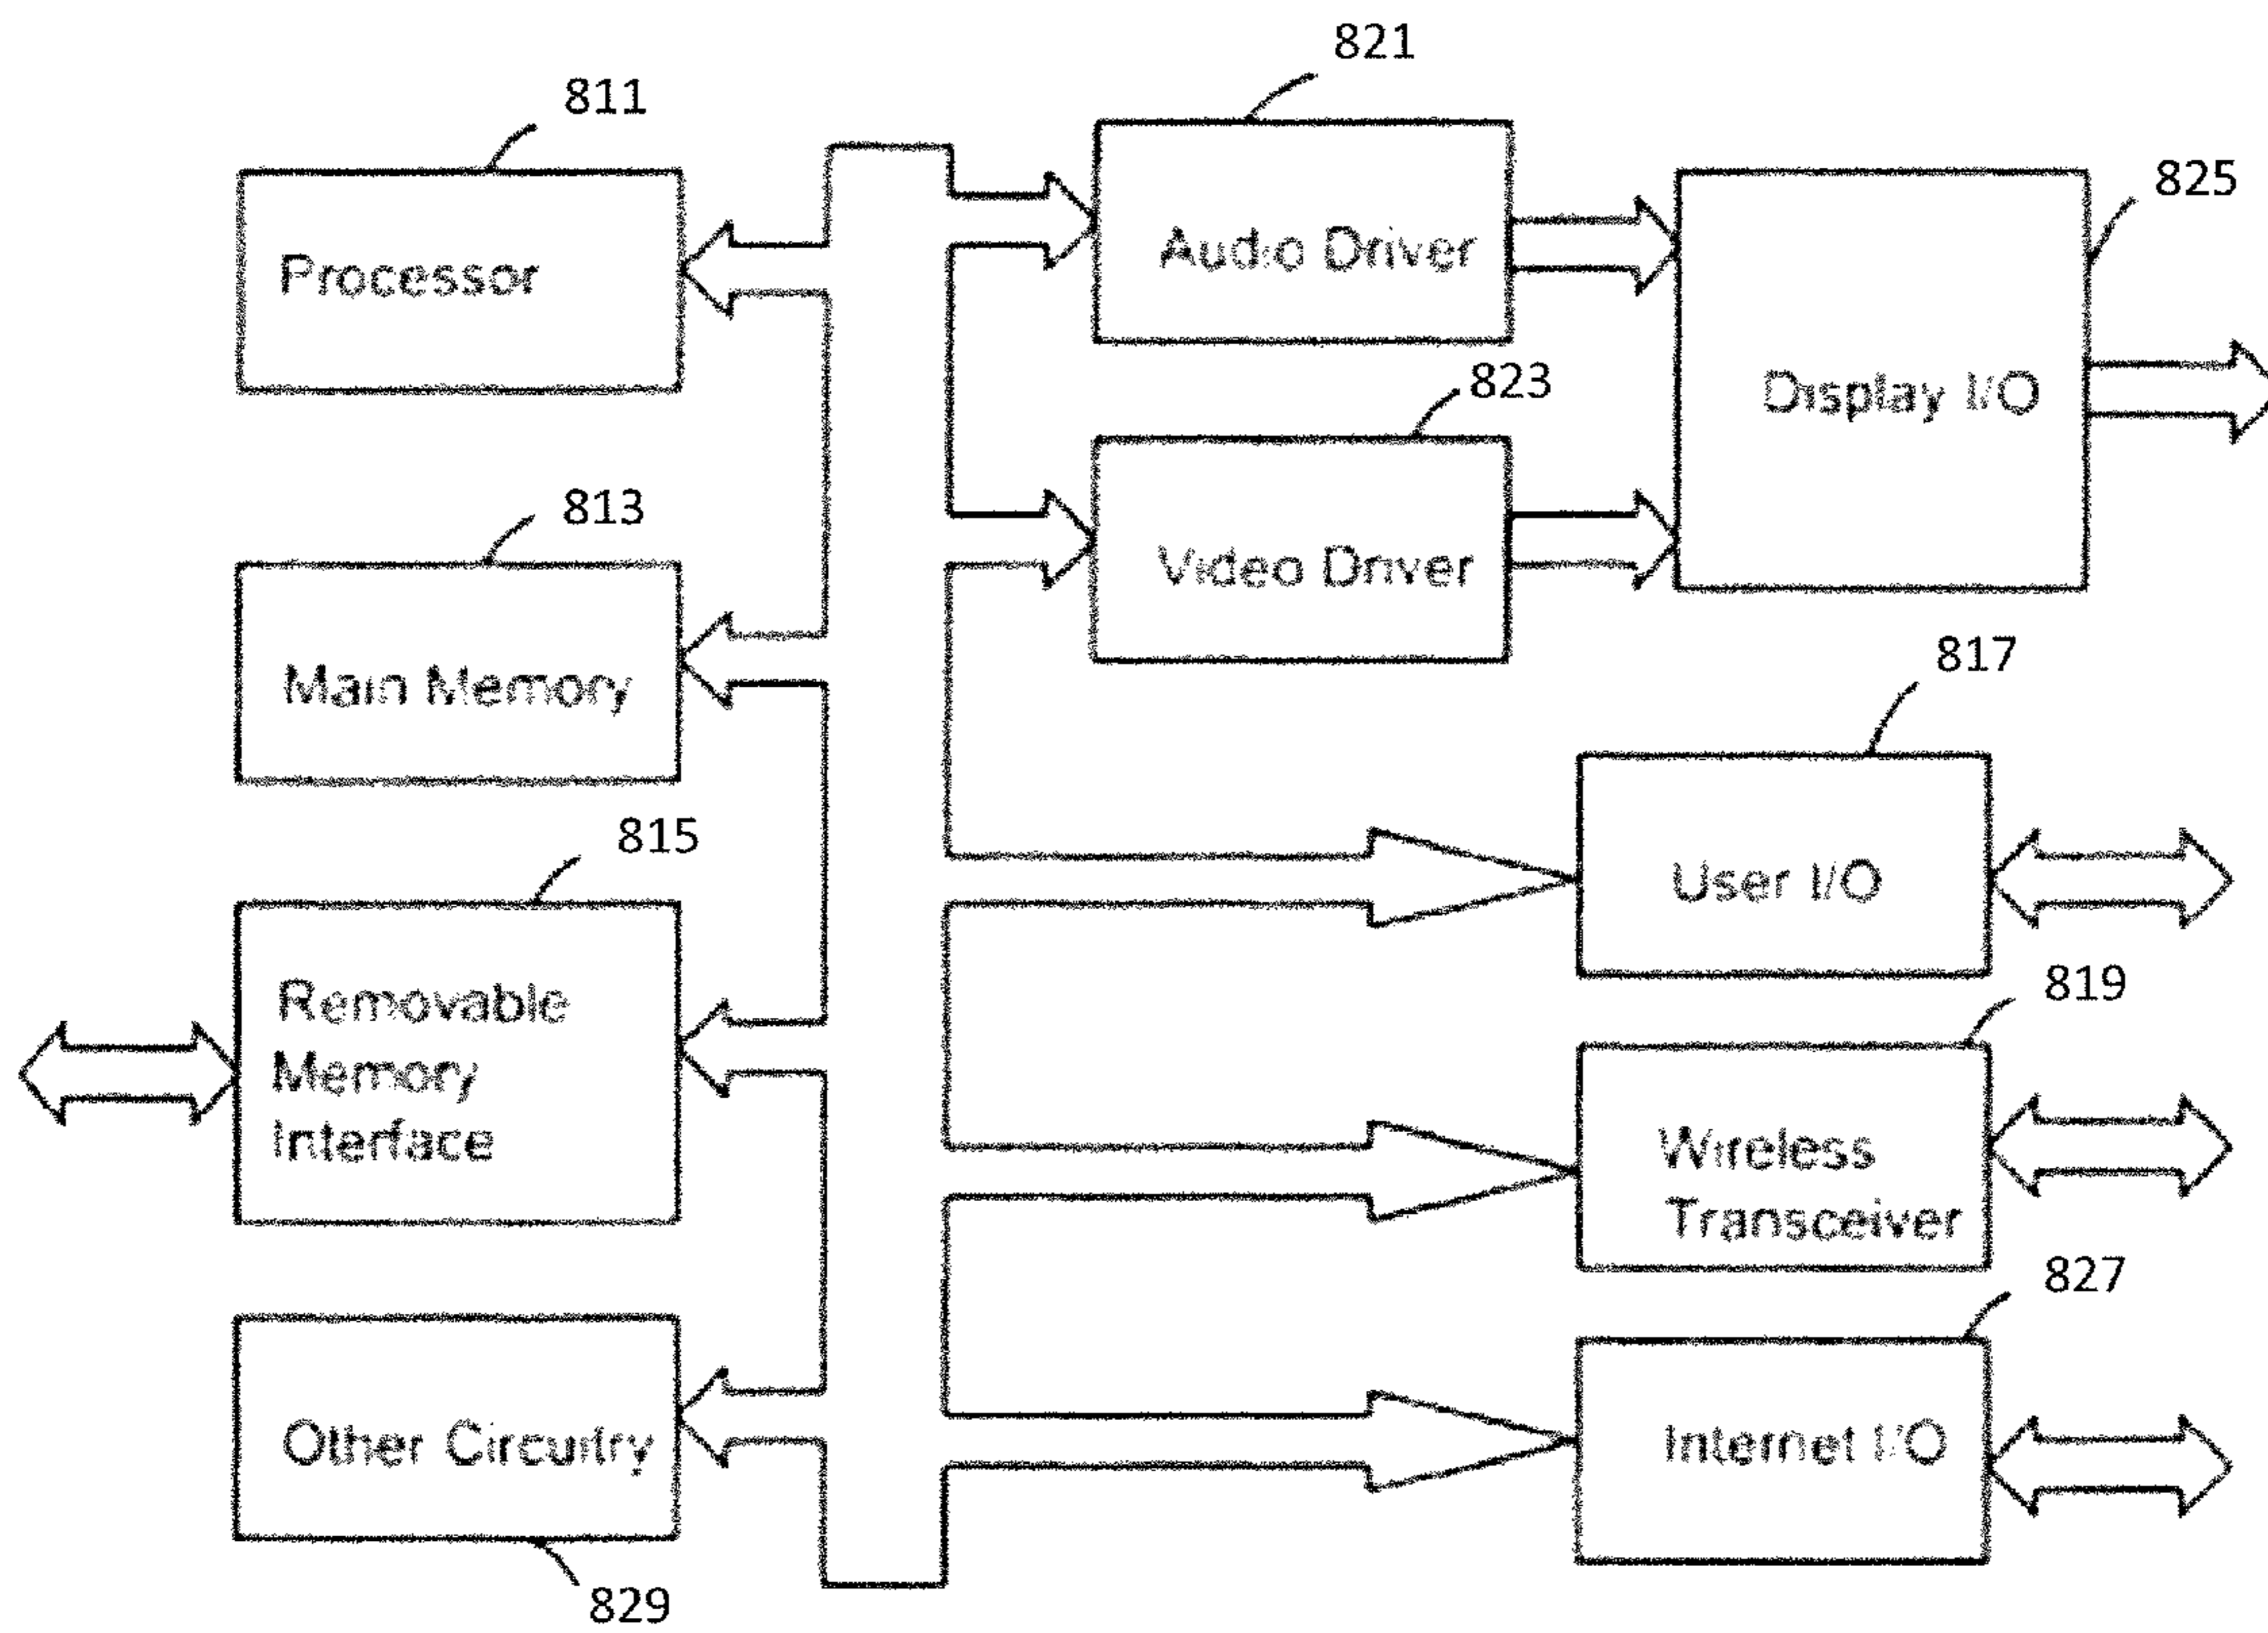 821
811
Processor
Audio Driver
825
823
Display I/O
813
Main Memory
Video Driver
817
815
User I/O
Removable
Memory
Interface
819
Wireless
Transceiver
827
Other Circuitry
Internet I/O
829